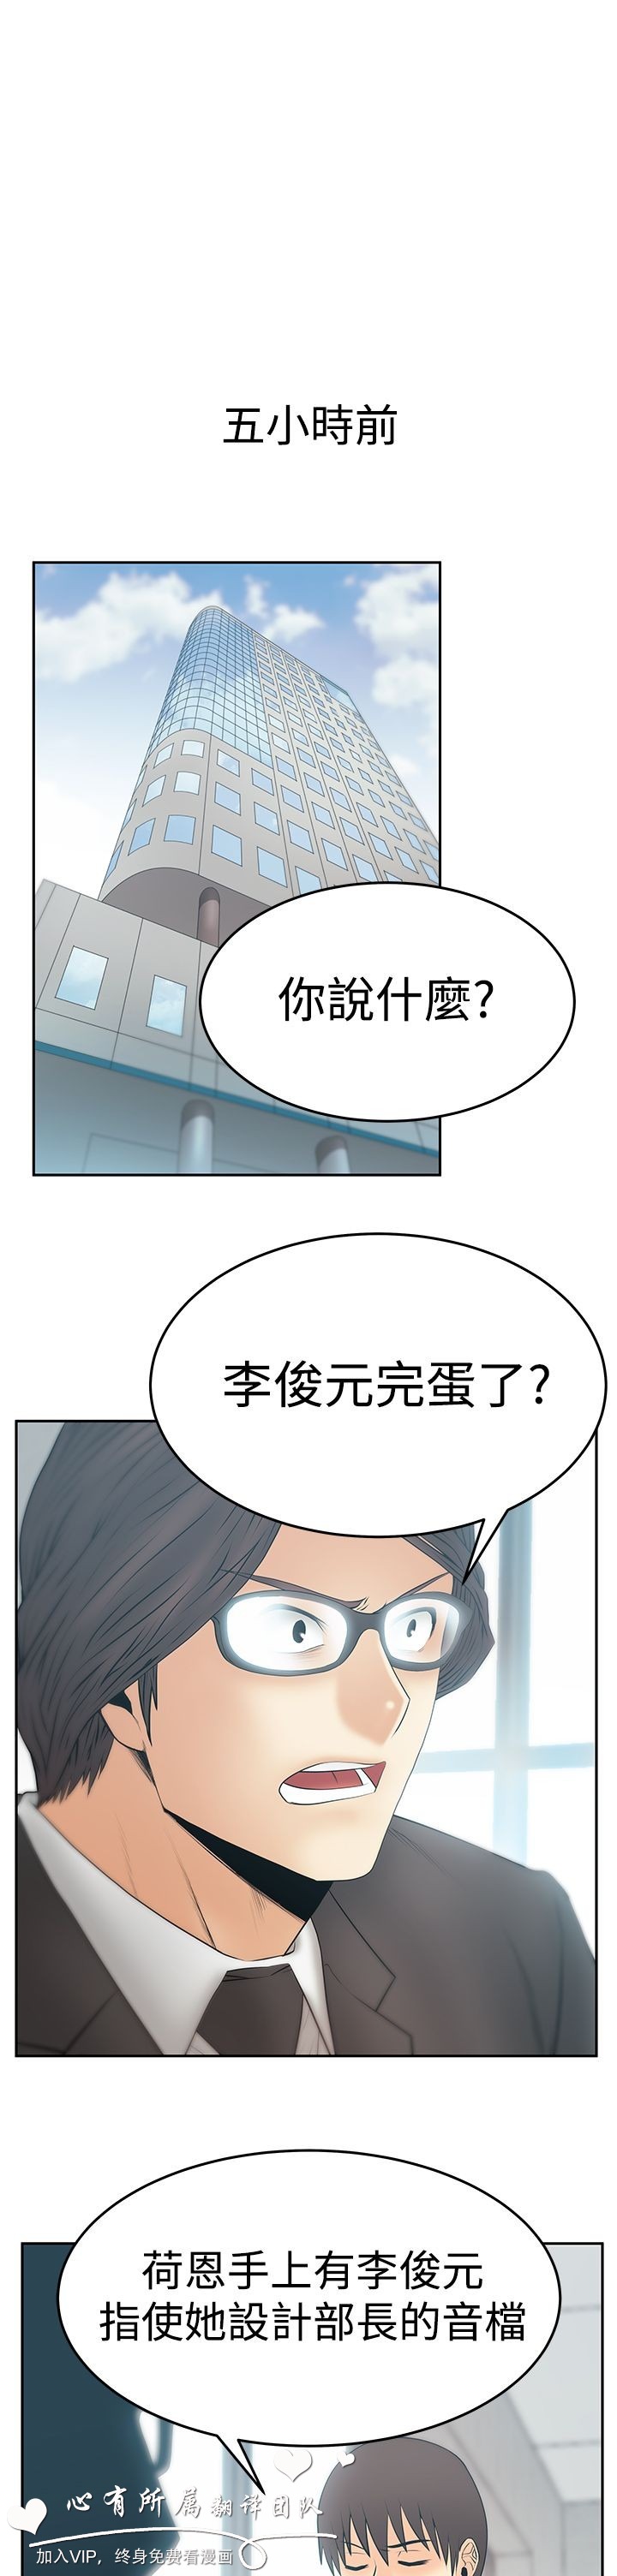 五小時前
你說什麼?
李俊元完蛋了?
荷恩手上有李俊元
指使她設計部長的音檔
心有所属翻译团队
加入VIP，终身免费看漫画